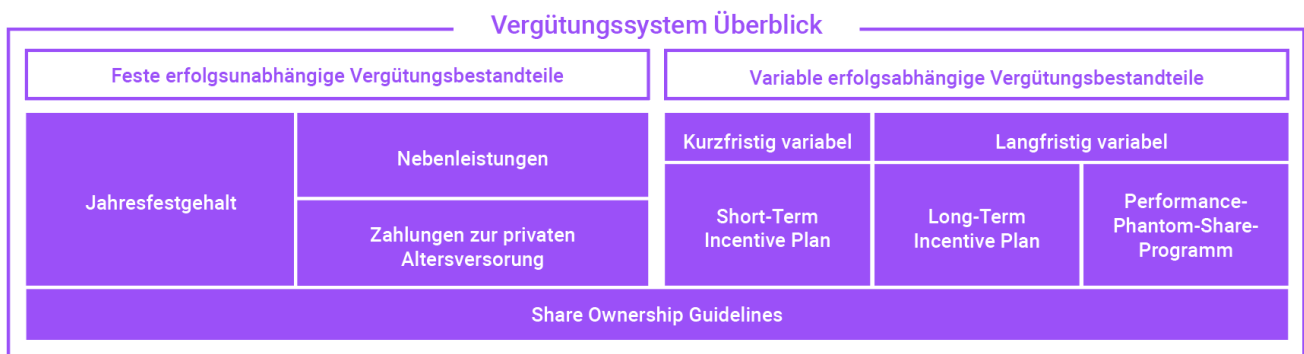 Vergütungssystem Überblick
Feste erfolgsunabhängige Vergütungsbestandteile
Variable erfolgsabhängige Vergütungsbestandteile
Jahresfestgehalt
Nebenleistungen
Zahlungen zur privaten
Altersversorung
Kurzfristig variabel
Langfristig variabel
Short-Term
Incentive Plan
Long-Term
Incentive Plan
Performance-
Phantom-Share-
Programm
Share Ownership Guidelines